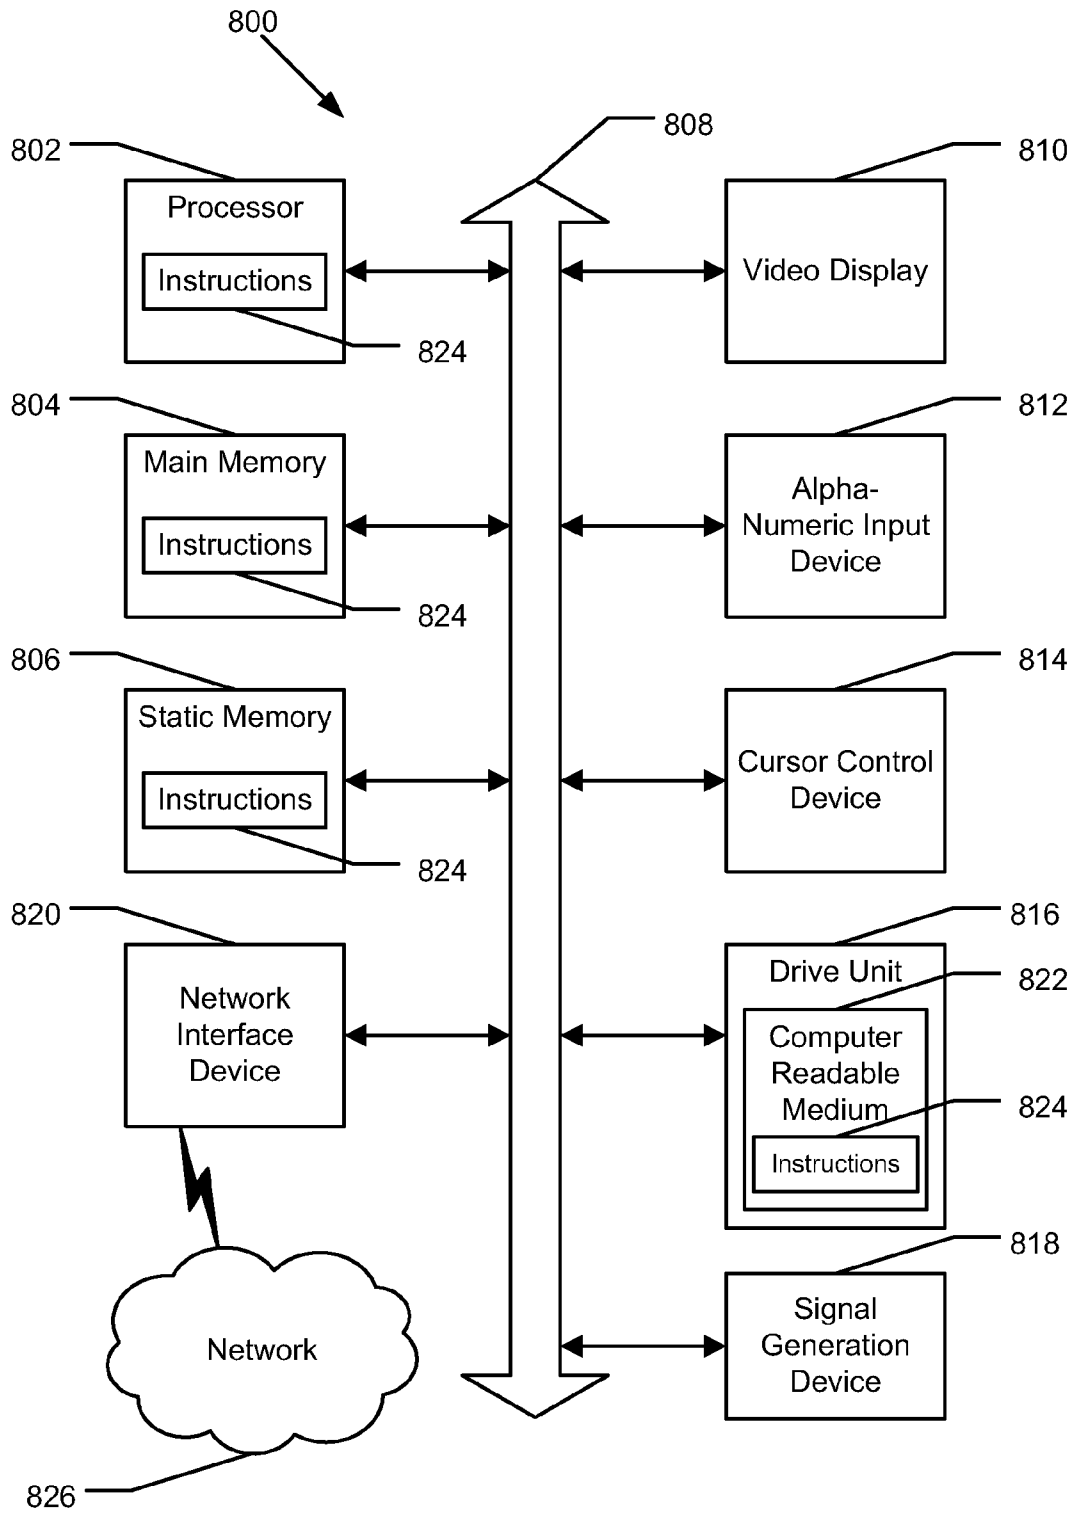 800
808
802
Processor
Instructions
824
810
Video Display
804
Main Memory
Instructions
824
812
Alpha-
Numeric Input
Device
806
Static Memory
Instructions
824
814
Cursor Control
Device
820
Network
Interface
Device
816
Drive Unit
822
Computer
Readable
Medium
824
Instructions
818
Signal
Generation
Device
Network
826